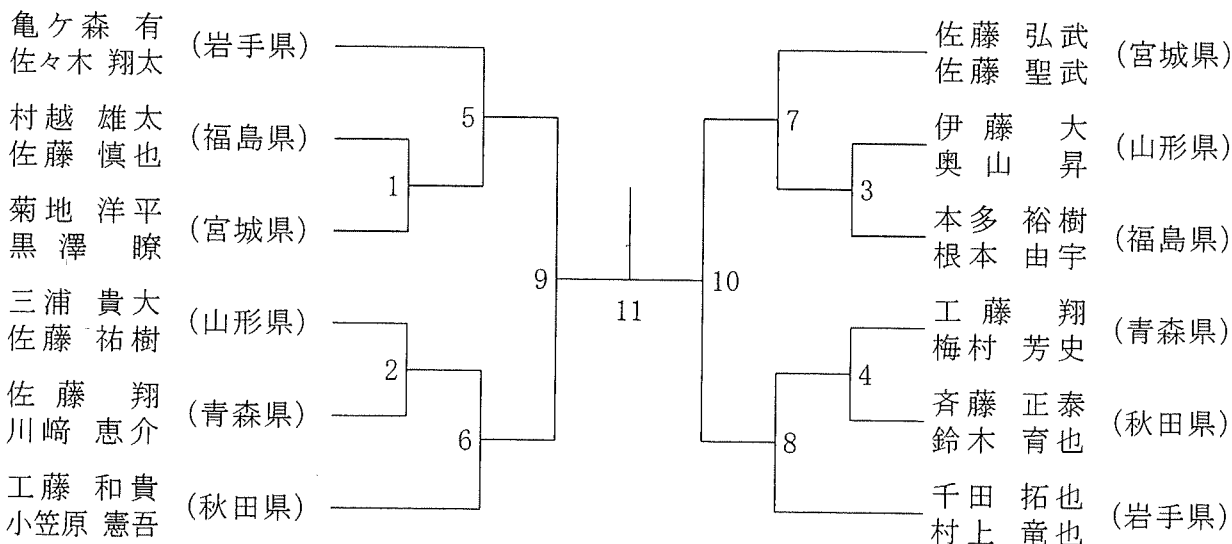 亀ケ森 有
佐々木 翔太
(岩手県)
村越 雄太
佐藤 慎也
(福島県)
菊地 洋平
黒澤 瞭
(宮城県)
三浦 貴大
佐藤 祐樹
(山形県)
佐藤 翔
川﨑 恵介
(青森県)
工藤 和貴
小笠原 憲吾
(秋田県)
5
1
2
6
9
11
10
7
3
4
8
佐藤 弘武
佐藤 聖武
(宮城県)
伊藤 大
奥山 昇
(山形県)
本多 裕樹
根本 由宇
(福島県)
工藤 翔
梅村 芳史
(青森県)
斉藤 正泰
鈴木 育也
(秋田県)
千田 拓也
村上 竜也
(岩手県)